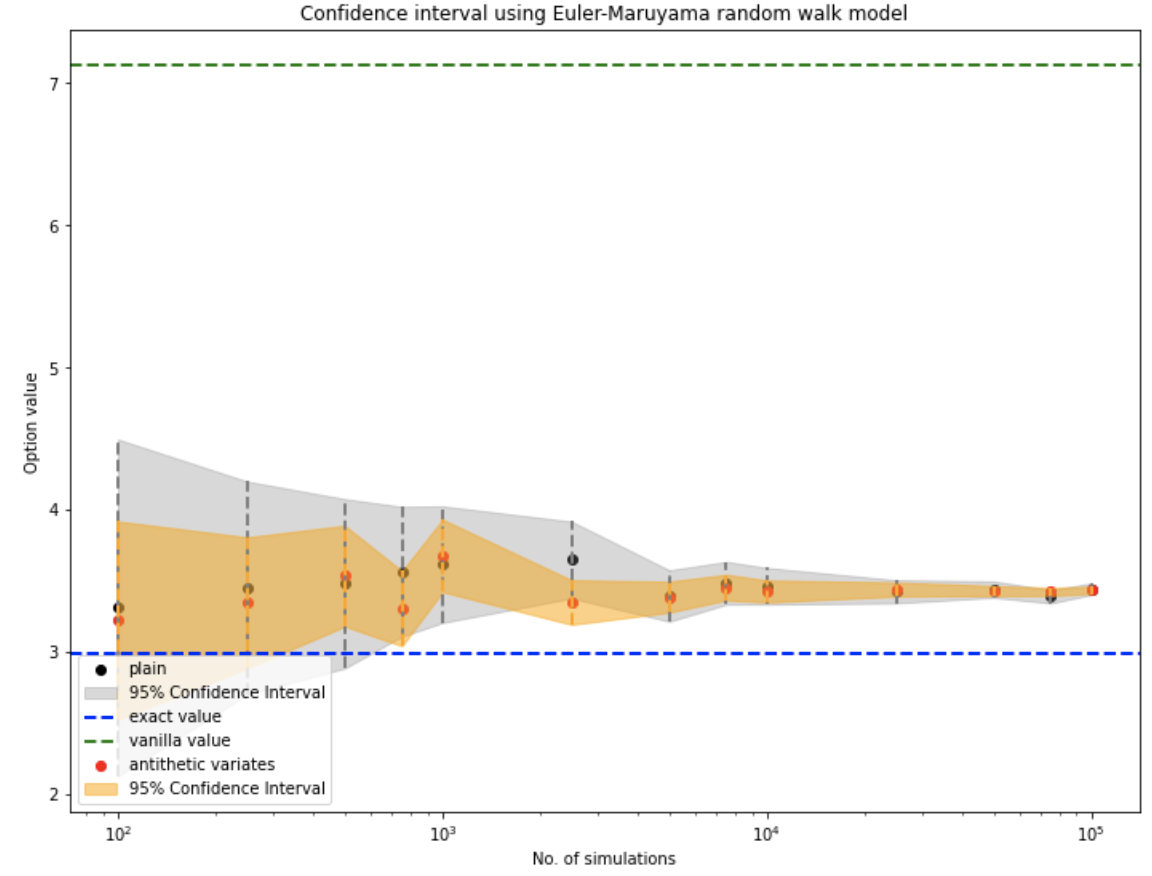 Confidence interval using Euler-Maruyama random walk model
7
6
5
4
3
2
Option value
plain
95% Confidence Interval
exact value
vanilla value
antithetic variates
95% Confidence Interval
10²
10³
10⁴
10⁵
No. of simulations